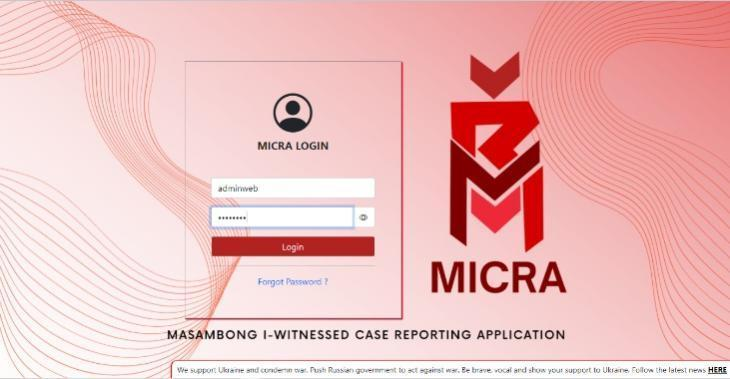 MICRA LOGIN
adminweb
Login
Forgot Password ?
MICRA
MASAMBONG I-WITNESSED CASE REPORTING APPLICATION
We support Ukraine and condemn war. Push Russian government to act against war. Be brave, vocal and show your support to Ukraine. Follow the latest news HERE